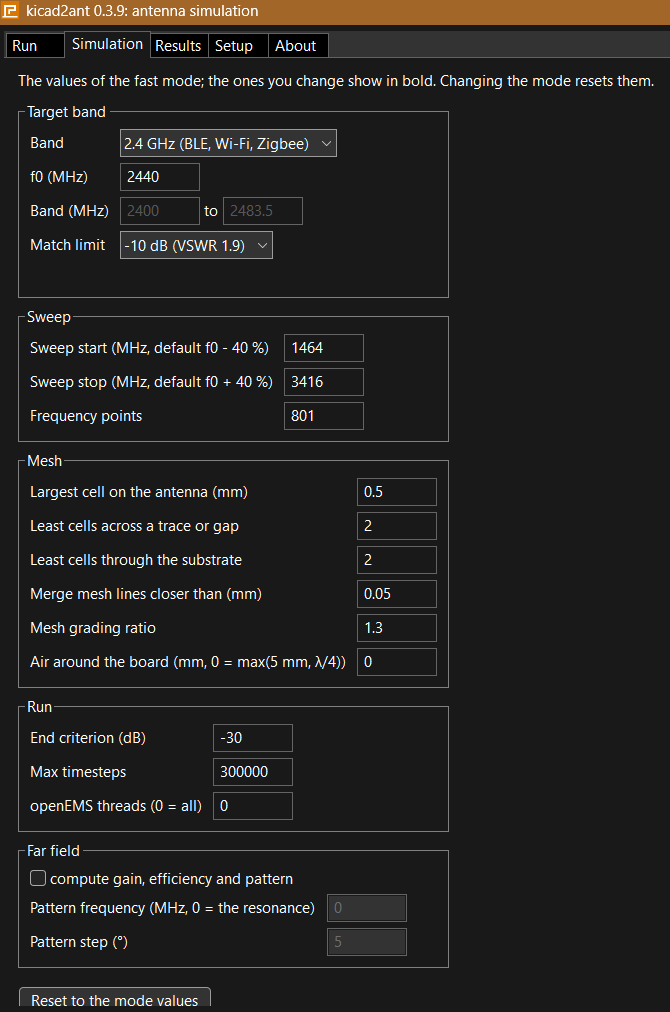 kicad2ant 0.3.9: antenna simulation
Run Simulation Results Setup About
The values of the fast mode; the ones you change show in bold. Changing the mode resets them.
Target band
Band 2.4 GHz (BLE, Wi-Fi, Zigbee)
f0 (MHz) 2440
Band (MHz) 2400 to 2483.5
Match limit -10 dB (VSWR 1.9)
Sweep
Sweep start (MHz, default f0 - 40 %) 1464
Sweep stop (MHz, default f0 + 40 %) 3416
Frequency points 801
Mesh
Largest cell on the antenna (mm) 0.5
Least cells across a trace or gap 2
Least cells through the substrate 2
Merge mesh lines closer than (mm) 0.05
Mesh grading ratio 1.3
Air around the board (mm, 0 = max(5 mm, λ/4)) 0
Run
End criterion (dB) -30
Max timesteps 300000
openEMS threads (0 = all) 0
Far field
compute gain, efficiency and pattern
Pattern frequency (MHz, 0 = the resonance) 0
Pattern step (°) 5
Reset to the mode values